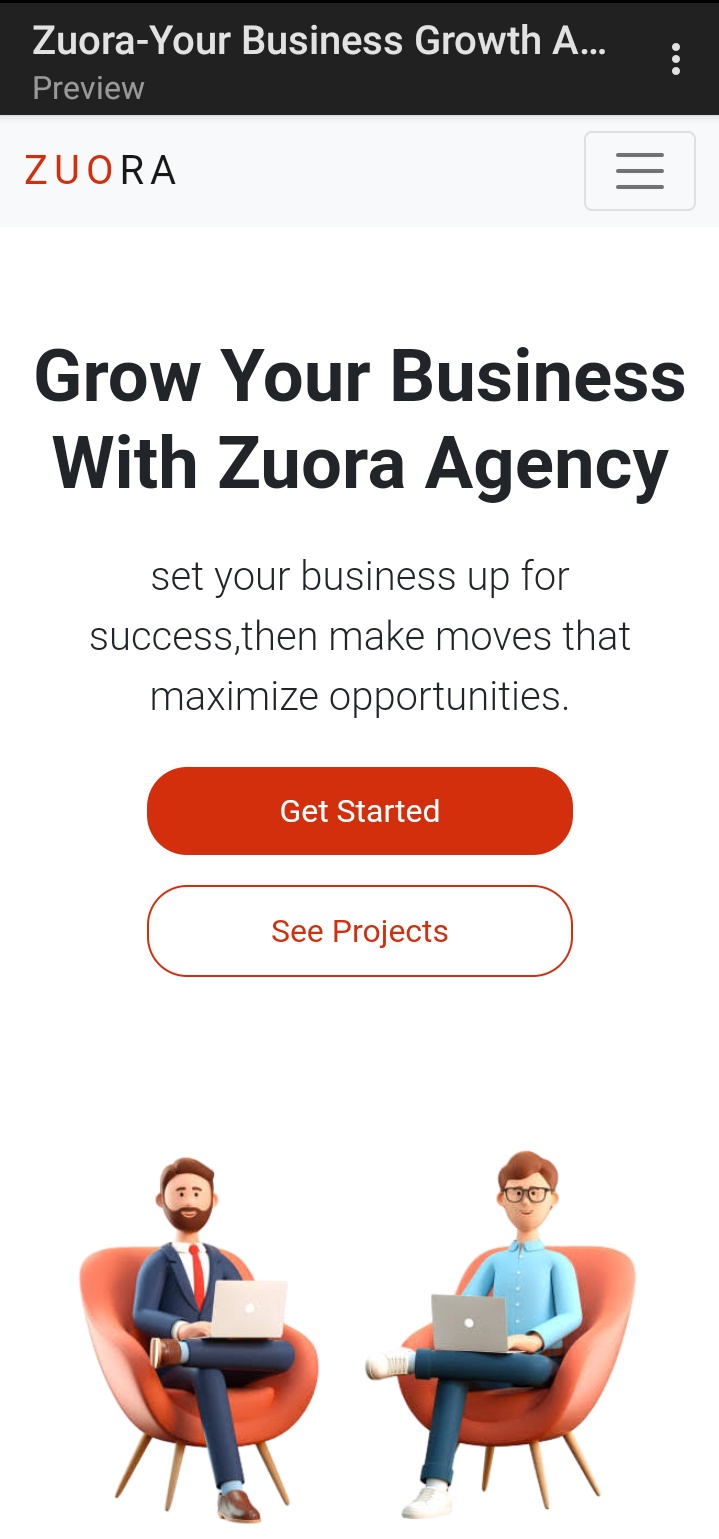 Zuora-Your Business Growth A...
Preview
ZUORA
Grow Your Business
With Zuora Agency
set your business up for
success,then make moves that
maximize opportunities.
Get Started
See Projects